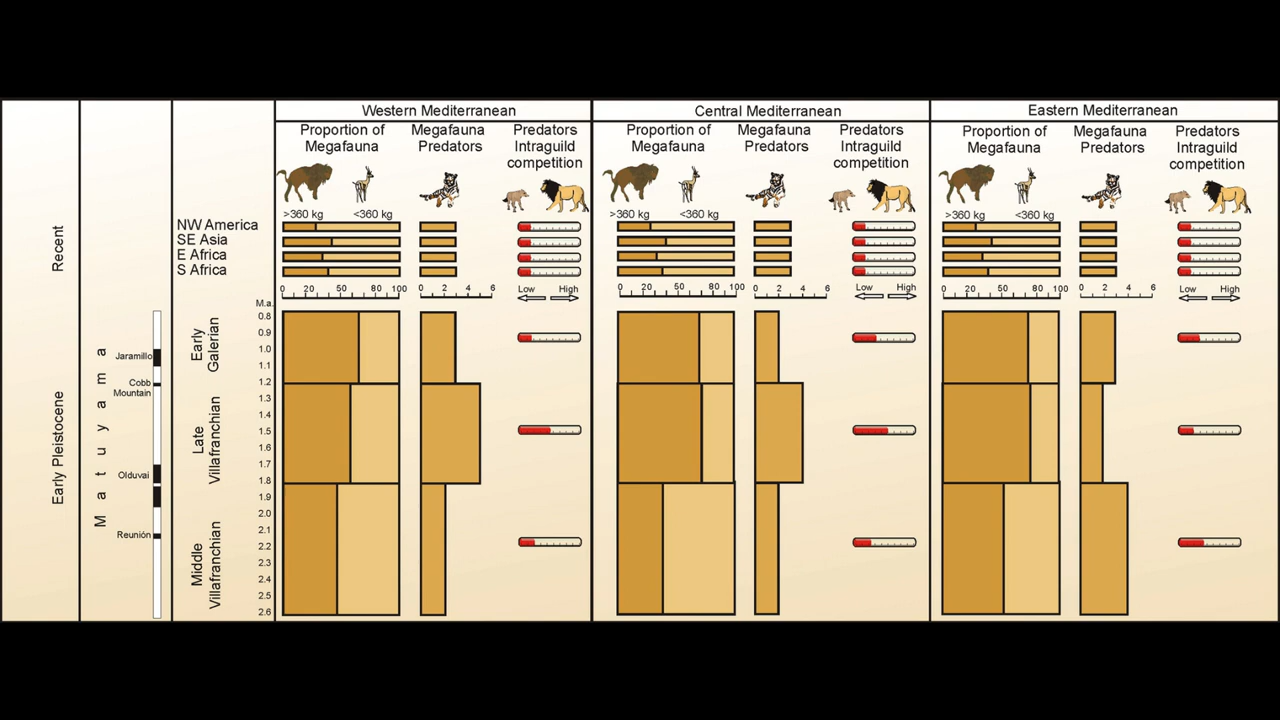 Western Mediterranean
Central Mediterranean
Eastern Mediterranean
Proportion of
Megafauna
Megafauna
Predators
Predators
Intraguild
competition
Proportion of
Megafauna
Megafauna
Predators
Predators
Intraguild
competition
Proportion of
Megafauna
Megafauna
Predators
Predators
Intraguild
competition
>360 kg <360 kg
>360 kg <360 kg
>360 kg <360 kg
Recent
NW America
SE Asia
E Africa
S Africa
0 20 50 80 100
0 2 4 6
Low High
0 20 50 80 100
0 2 4 6
Low High
0 20 50 80 100
0 2 4 6
Low High
M.a.
0.8
0.9
1.0
1.1
1.2
1.3
1.4
1.5
1.6
1.7
1.8
1.9
2.0
2.1
2.2
2.3
2.4
2.5
2.6
Early Pleistocene
Matuyama
Jaramillo
Cobb
Mountain
Olduvai
Reunión
Early
Galerian
Late
Villafranchian
Middle
Villafranchian